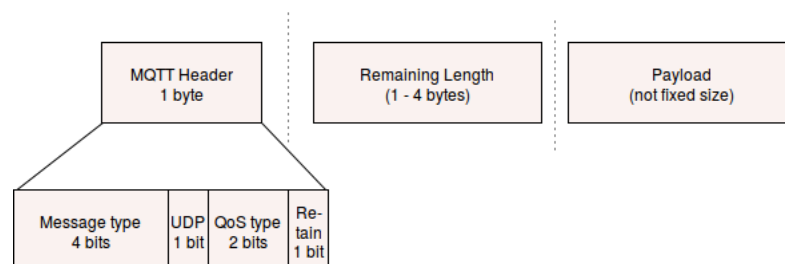 MQTT Header
1 byte
Remaining Length
(1 - 4 bytes)
Payload
(not fixed size)
Message type
4 bits
UDP
1 bit
QoS type
2 bits
Re-
tain
1 bit